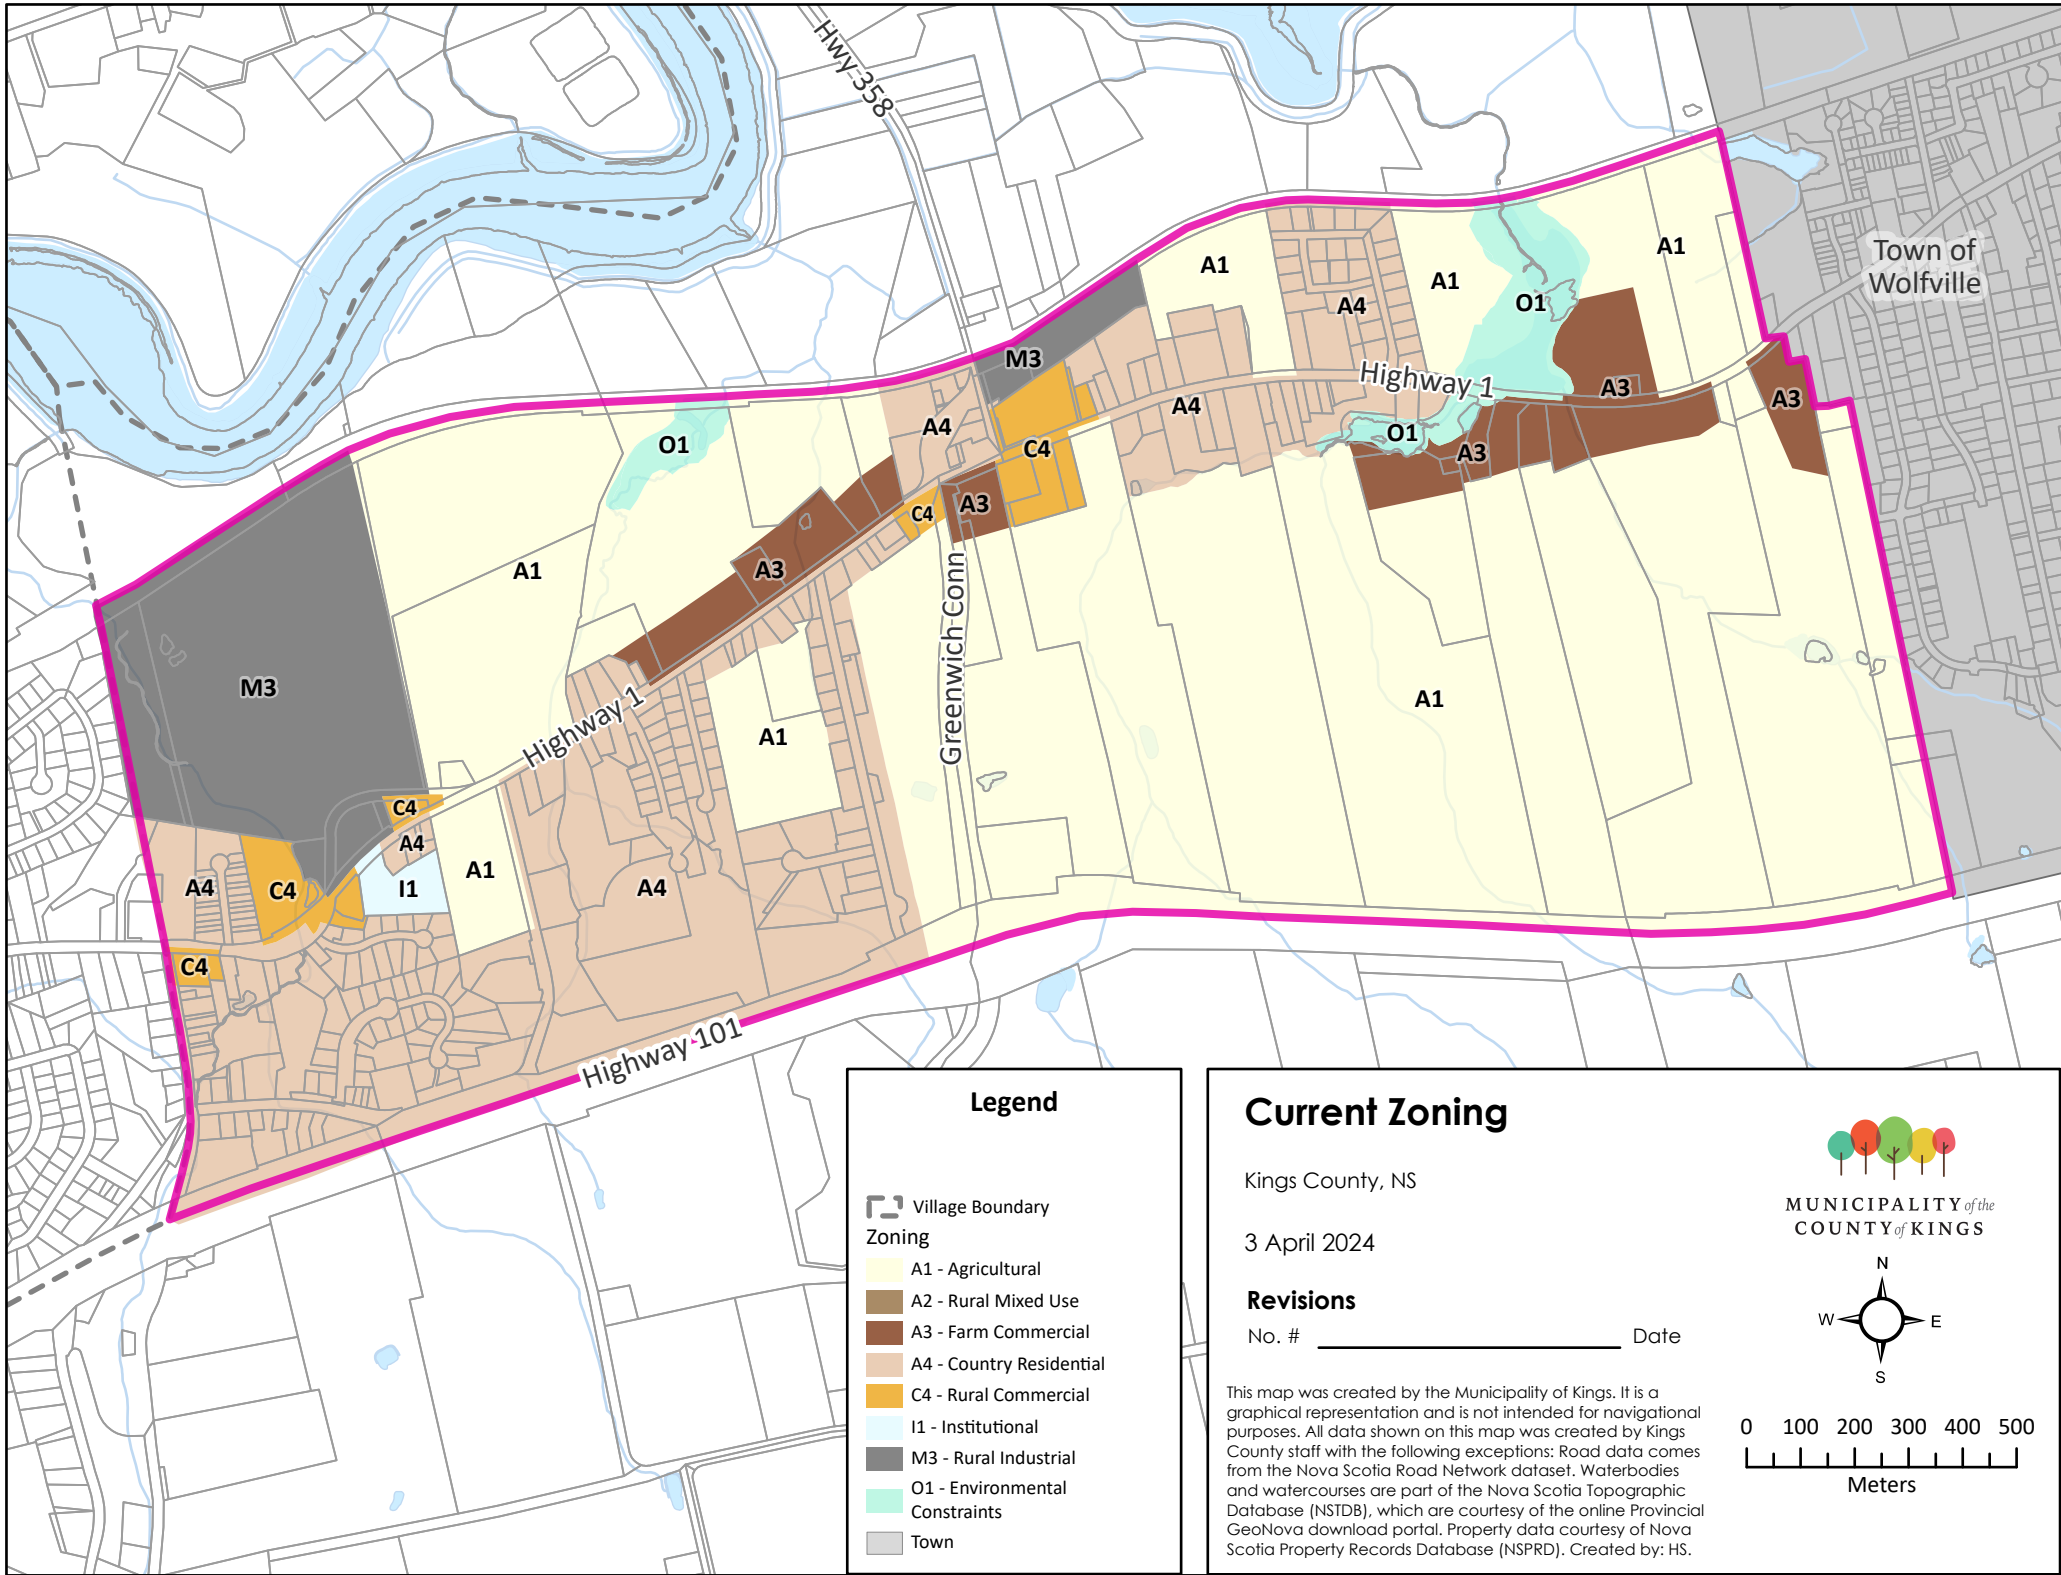 Hwy 358
Town of
Wolfville
A1
A1
A4
A1
O1
M3
Highway 1
A3
A3
A4
A4
O1
O1
C4
A3
A3
C4
A1
A3
Greenwich Conn
M3
A1
Highway 1
A1
C4
A4
A1
I1
A4
C4
A4
C4
Highway 101
Legend
Village Boundary
Zoning
A1 - Agricultural
A2 - Rural Mixed Use
A3 - Farm Commercial
A4 - Country Residential
C4 - Rural Commercial
I1 - Institutional
M3 - Rural Industrial
O1 - Environmental
Constraints
Town
Current Zoning
Kings County, NS
3 April 2024
Revisions
No. # Date
This map was created by the Municipality of Kings. It is a
graphical representation and is not intended for navigational
purposes. All data shown on this map was created by Kings
County staff with the following exceptions: Road data comes
from the Nova Scotia Road Network dataset. Waterbodies
and watercourses are part of the Nova Scotia Topographic
Database (NSTDB), which are courtesy of the online Provincial
GeoNova download portal. Property data courtesy of Nova
Scotia Property Records Database (NSPRD). Created by: HS.
MUNICIPALITY of the
COUNTY of KINGS
N
W E
S
0 100 200 300 400 500
Meters